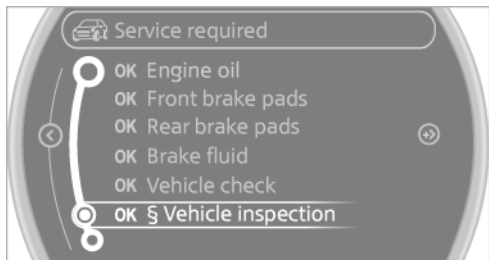 Service required
OK Engine oil
OK Front brake pads
OK Rear brake pads
OK Brake fluid
OK Vehicle check
OK § Vehicle inspection